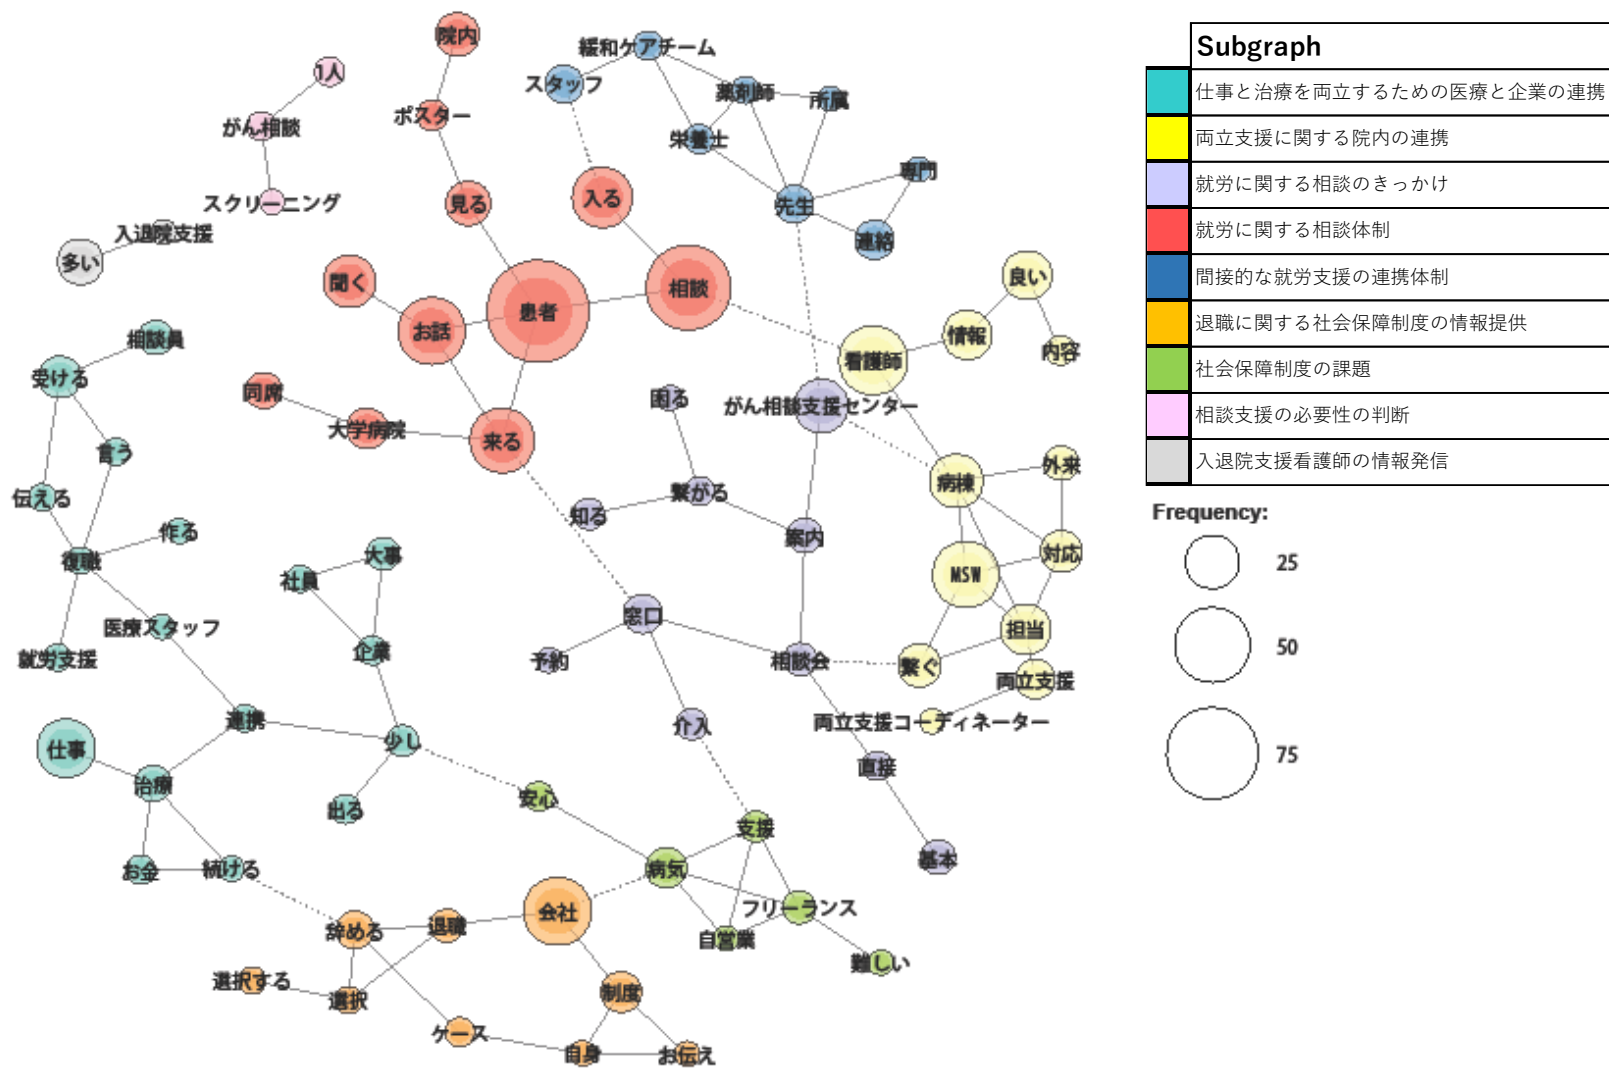 院内
緩和ケアチーム
スタッフ
1人
薬剤師
所属
ポスター
がん相談
栄養士
専門
スクリーニング
見る
入る
先生
入退院支援
連絡
多い
聞く
相談
良い
患者
お話
相談員
情報
看護師
内容
受ける
同席
困る
がん相談支援センター
大学病院
来る
言う
外来
病棟
伝える
繋がる
知る
作る
案内
大事
対応
復職
社員
MSW
窓口
医療スタッフ
担当
企業
就労支援
予約
相談会
繋ぐ
両立支援
連携
介入
両立支援コーディネーター
仕事
少し
直接
治療
安心
出る
支援
お金
続ける
病気
基本
会社
フリーランス
辞める
退職
自営業
難しい
選択する
選択
制度
ケース
自身
お伝え
Subgraph
仕事と治療を両立するための医療と企業の連携
両立支援に関する院内の連携
就労に関する相談のきっかけ
就労に関する相談体制
間接的な就労支援の連携体制
退職に関する社会保障制度の情報提供
社会保障制度の課題
相談支援の必要性の判断
入退院支援看護師の情報発信
Frequency:
25
50
75